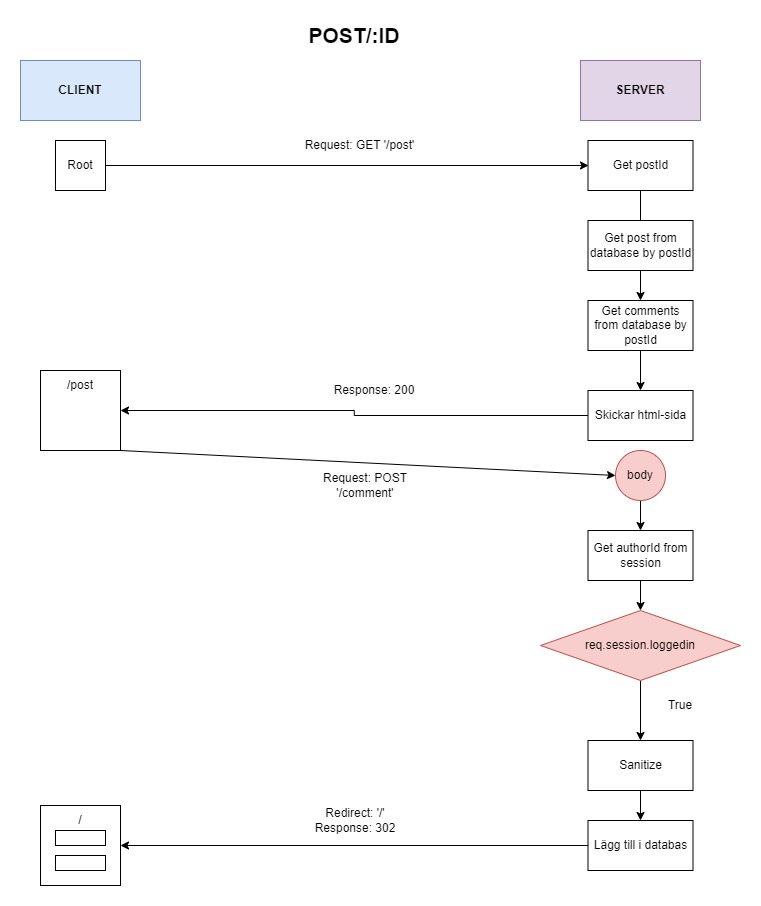 POST/:ID
CLIENT
SERVER
Request: GET '/post'
Root
Get postId
Get post from
database by postId
Get comments
from database by
postId
/post
Response: 200
Skickar html-sida
Request: POST
'/comment'
body
Get authorId from
session
req.session.loggedin
True
Sanitize
/
Redirect: '/'
Response: 302
Lägg till i databas